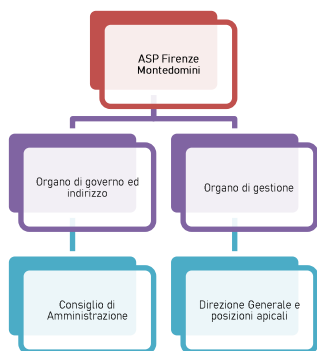 ASP Firenze
Montedomini
Organo di governo ed
indirizzo
Organo di gestione
Consiglio di
Amministrazione
Direzione Generale e
posizioni apicali